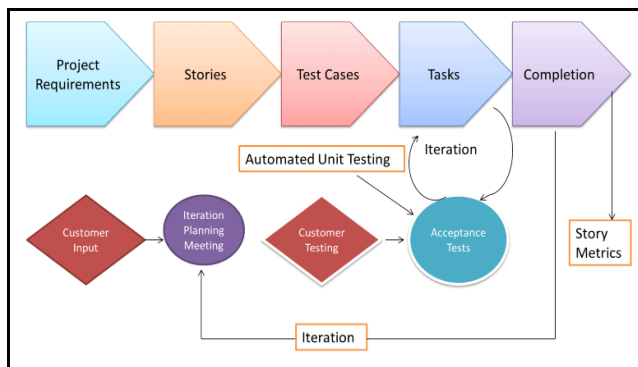 Project
Requirements
Stories
Test Cases
Tasks
Completion
Automated Unit Testing
Iteration
Customer
Input
Iteration
Planning
Meeting
Customer
Testing
Acceptance
Tests
Story
Metrics
Iteration